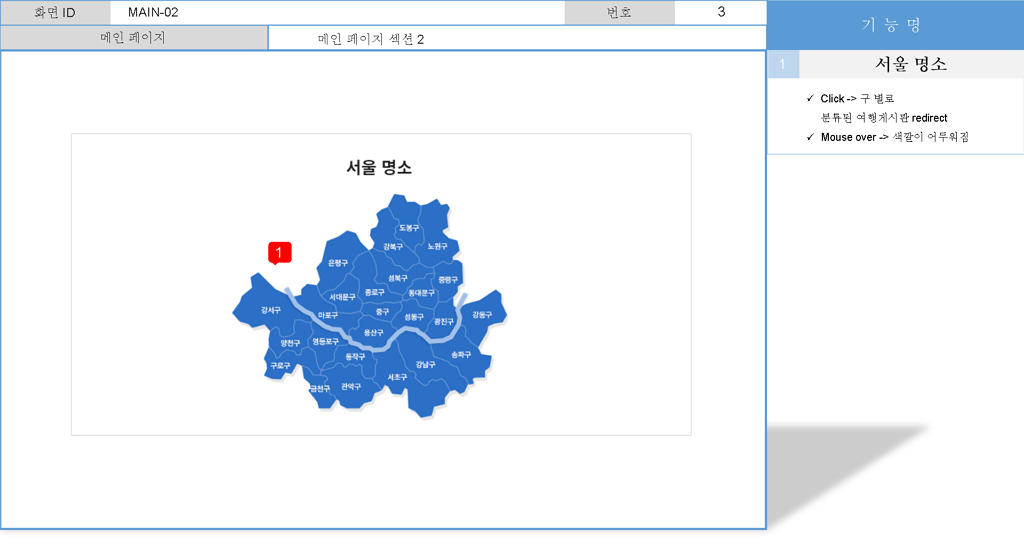 화면 ID
MAIN-02
번호
3
메인 페이지
메인 페이지 섹션 2
기 능 명
1
서울 명소
✓ Click -> 구 별로
분류된 여행게시판 redirect
✓ Mouse over -> 색깔이 어두워짐
서울 명소
1
도봉구
강북구
노원구
은평구
성북구
중랑구
서대문구
종로구
동대문구
강서구
마포구
중구
성동구
광진구
강동구
용산구
양천구
영등포구
동작구
송파구
구로구
강남구
서초구
금천구
관악구